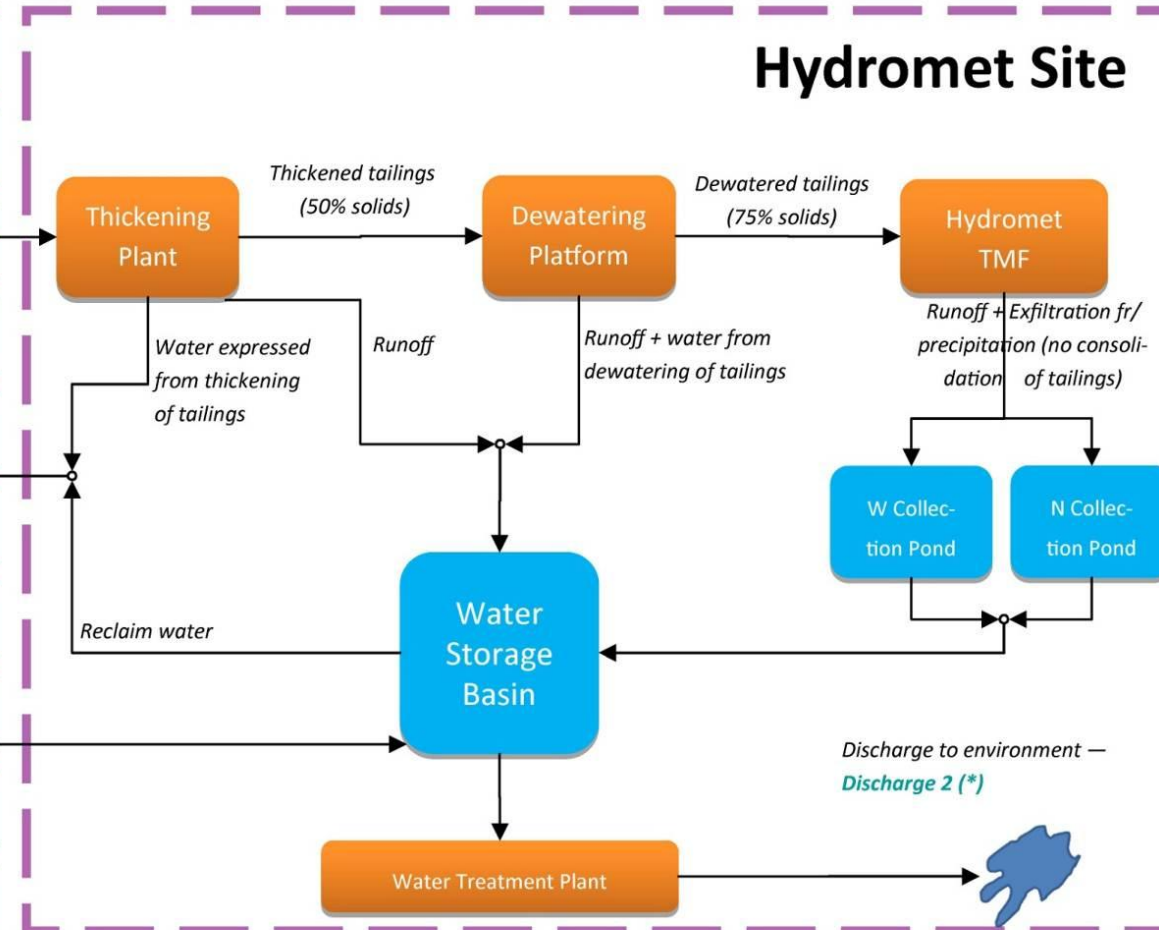 Hydromet Site
Thickening
Plant
Thickened tailings
(50% solids)
Dewatering
Platform
Dewatered tailings
(75% solids)
Hydromet
TMF
Water expressed
from thickening
of tailings
Runoff
Runoff + water from
dewatering of tailings
Runoff + Exfiltration fr/
precipitation (no consoli-
dation of tailings)
W Collec-
tion Pond
N Collec-
tion Pond
Water
Storage
Basin
Reclaim water
Discharge to environment —
Discharge 2 (*)
Water Treatment Plant